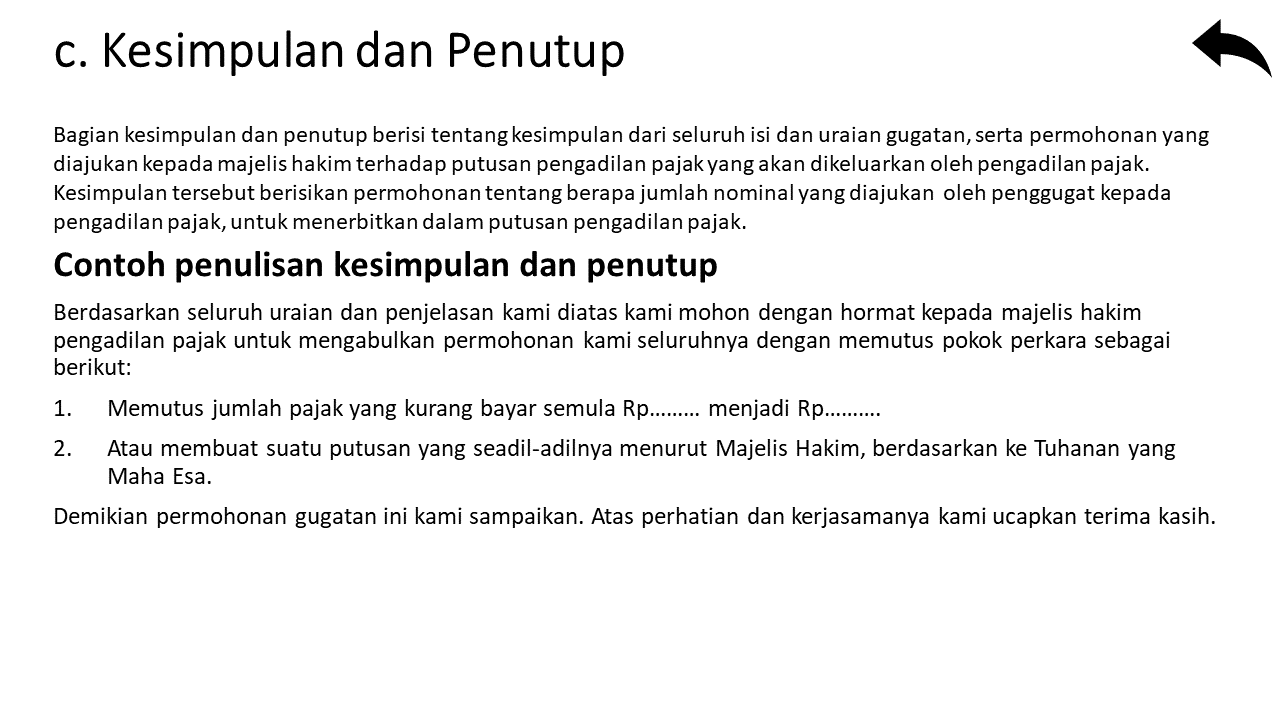 c. Kesimpulan dan Penutup
Bagian kesimpulan dan penutup berisi tentang kesimpulan dari seluruh isi dan uraian gugatan, serta permohonan yang
diajukan kepada majelis hakim terhadap putusan pengadilan pajak yang akan dikeluarkan oleh pengadilan pajak.
Kesimpulan tersebut berisikan permohonan tentang berapa jumlah nominal yang diajukan oleh penggugat kepada
pengadilan pajak, untuk menerbitkan dalam putusan pengadilan pajak.
Contoh penulisan kesimpulan dan penutup
Berdasarkan seluruh uraian dan penjelasan kami diatas kami mohon dengan hormat kepada majelis hakim
pengadilan pajak untuk mengabulkan permohonan kami seluruhnya dengan memutus pokok perkara sebagai
berikut:
1. Memutus jumlah pajak yang kurang bayar semula Rp......... menjadi Rp..........
2. Atau membuat suatu putusan yang seadil-adilnya menurut Majelis Hakim, berdasarkan ke Tuhanan yang
Maha Esa.
Demikian permohonan gugatan ini kami sampaikan. Atas perhatian dan kerjasamanya kami ucapkan terima kasih.